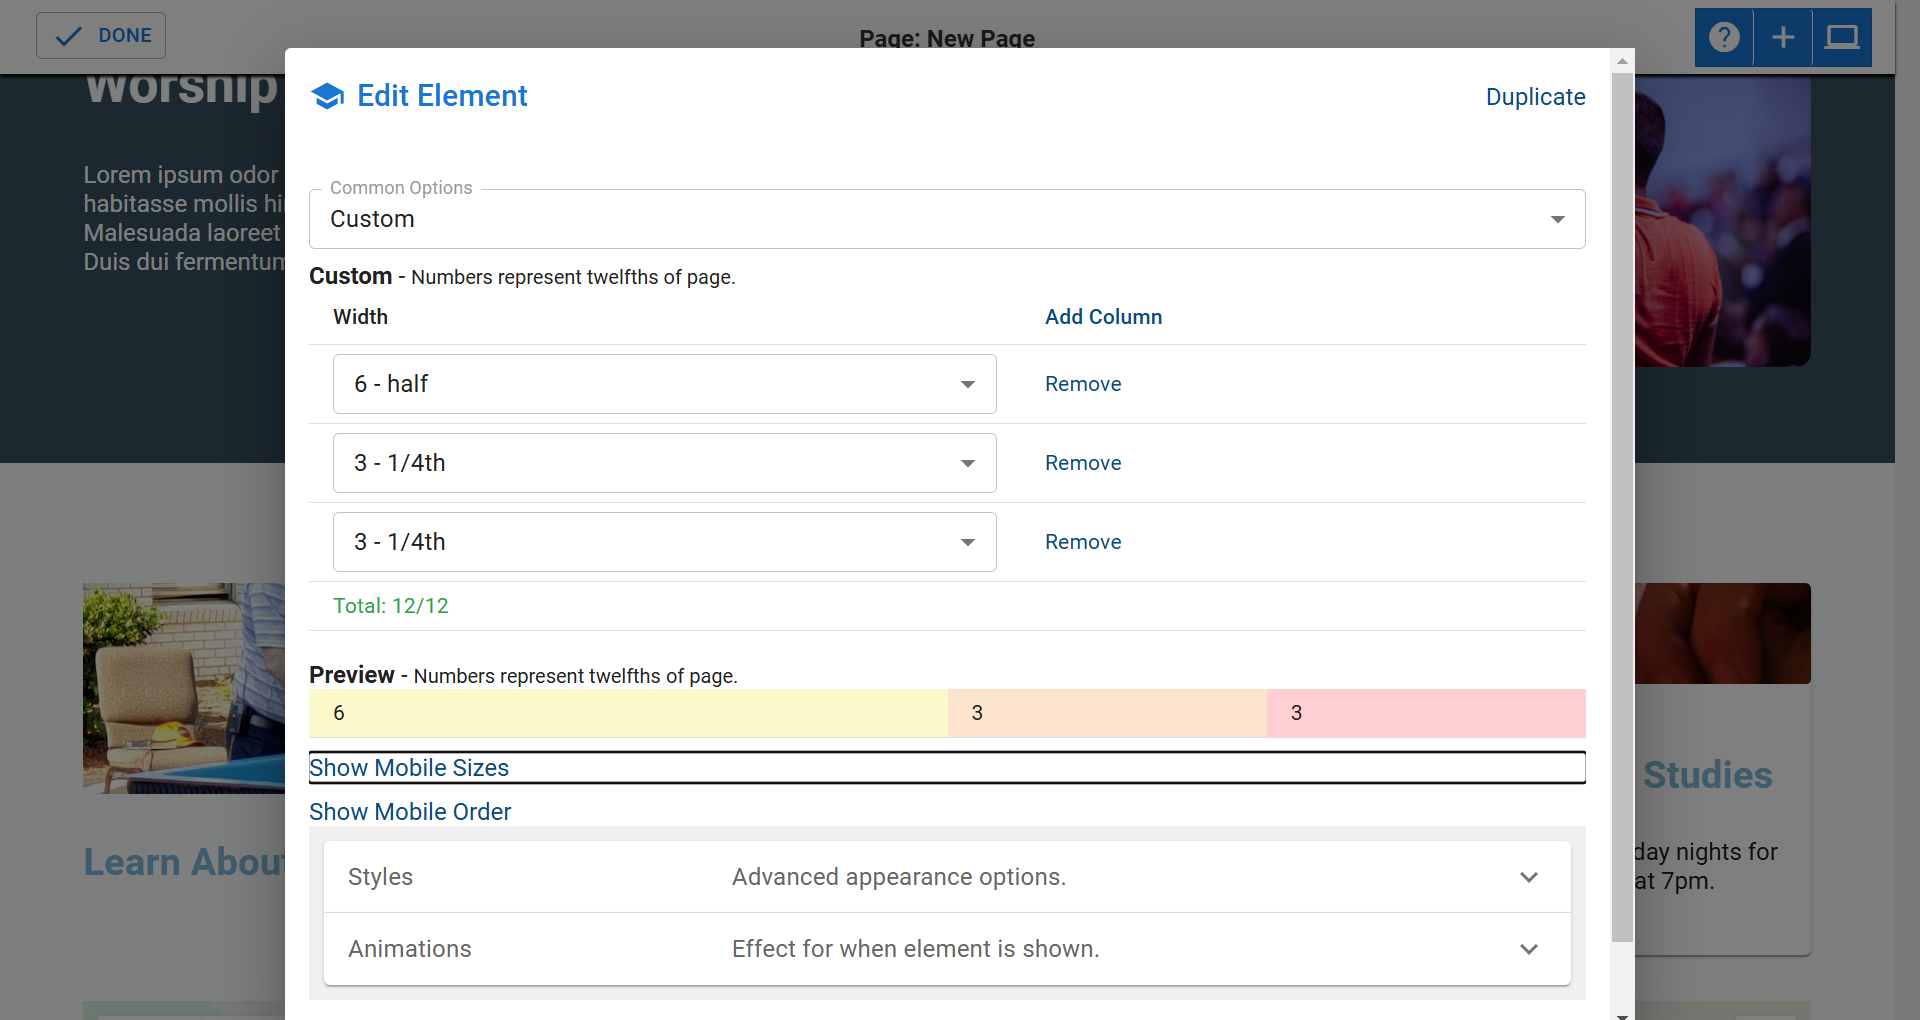 DONE
Page: New Page
Worship
Edit Element
Duplicate
Lorem ipsum odor
habitasse mollis
Malesuada laoreet
Duis dui fermentum
Common Options
Custom
Custom - Numbers represent twelfths of page.
Width
Add Column
6 - half
Remove
3 - 1/4th
Remove
3 - 1/4th
Remove
Total: 12/12
Preview - Numbers represent twelfths of page.
6
3
3
Show Mobile Sizes
Show Mobile Order
Styles
Advanced appearance options.
Animations
Effect for when element is shown.
Learn About
Studies
day nights for
at 7pm.